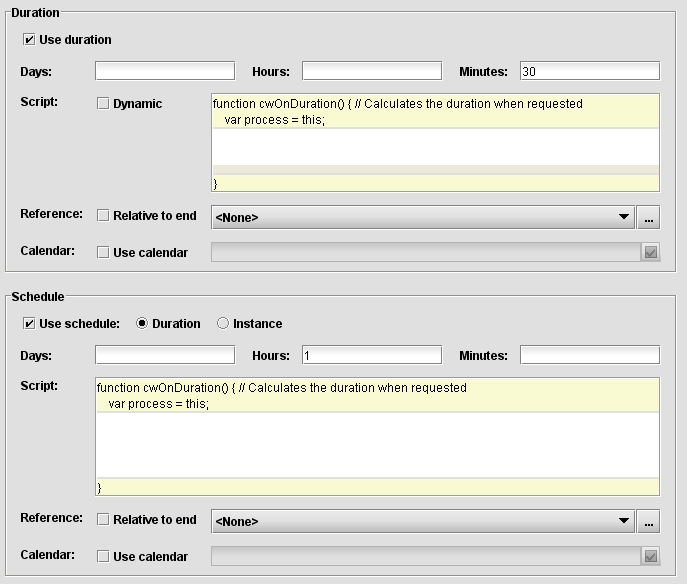 Duration
Use duration
Days: Hours: Minutes: 30
Script: Dynamic function cwOnDuration() { // Calculates the duration when requested
var process = this;
}
Reference: Relative to end <None> ...
Calendar: Use calendar
Schedule
Use schedule: Duration Instance
Days: Hours: 1 Minutes:
Script: function cwOnDuration() { // Calculates the duration when requested
var process = this;
}
Reference: Relative to end <None> ...
Calendar: Use calendar